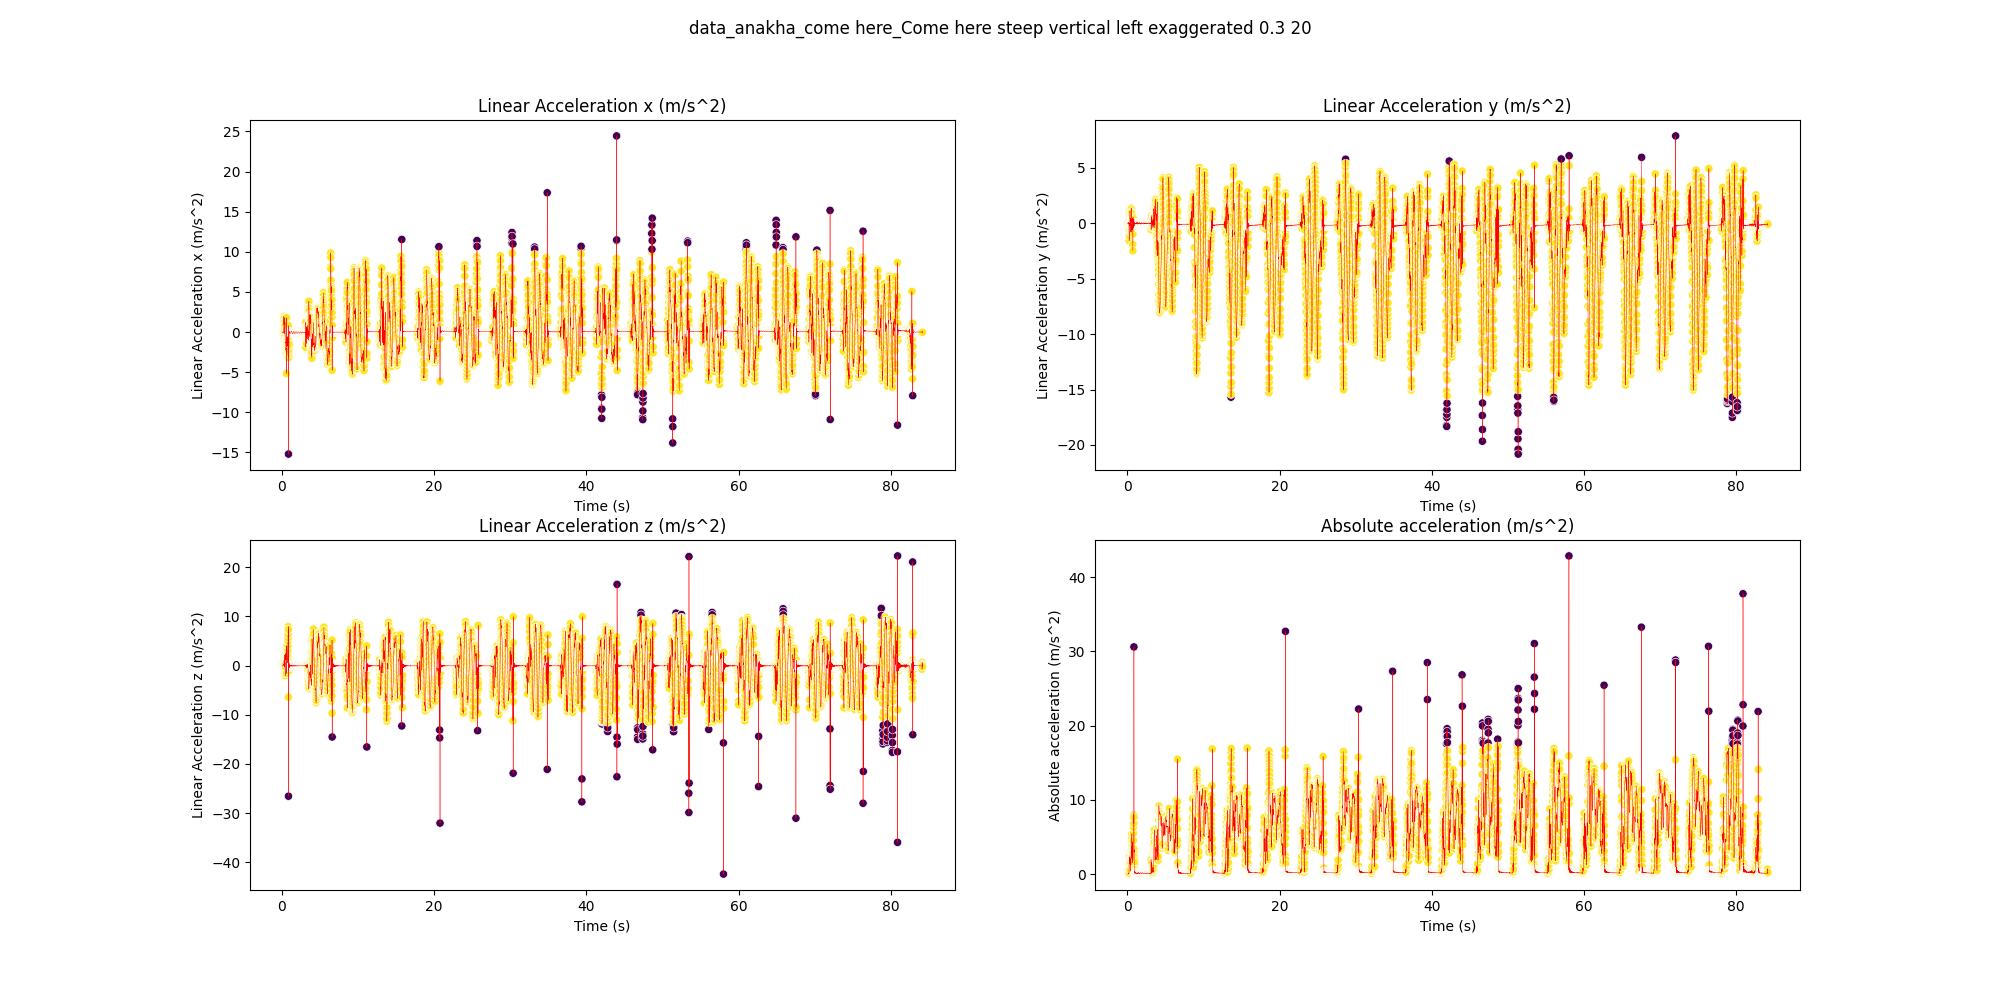 data_anakha_come here_Come here steep vertical left exaggerated 0.3 20
Linear Acceleration x (m/s^2)
Linear Acceleration x (m/s^2)
25
20
15
10
5
0
−5
−10
−15
0 20 40 60 80
Time (s)
Linear Acceleration y (m/s^2)
Linear Acceleration y (m/s^2)
5
0
−5
−10
−15
−20
0 20 40 60 80
Time (s)
Linear Acceleration z (m/s^2)
Linear Acceleration z (m/s^2)
20
10
0
−10
−20
−30
−40
0 20 40 60 80
Time (s)
Absolute acceleration (m/s^2)
Absolute acceleration (m/s^2)
40
30
20
10
0
0 20 40 60 80
Time (s)